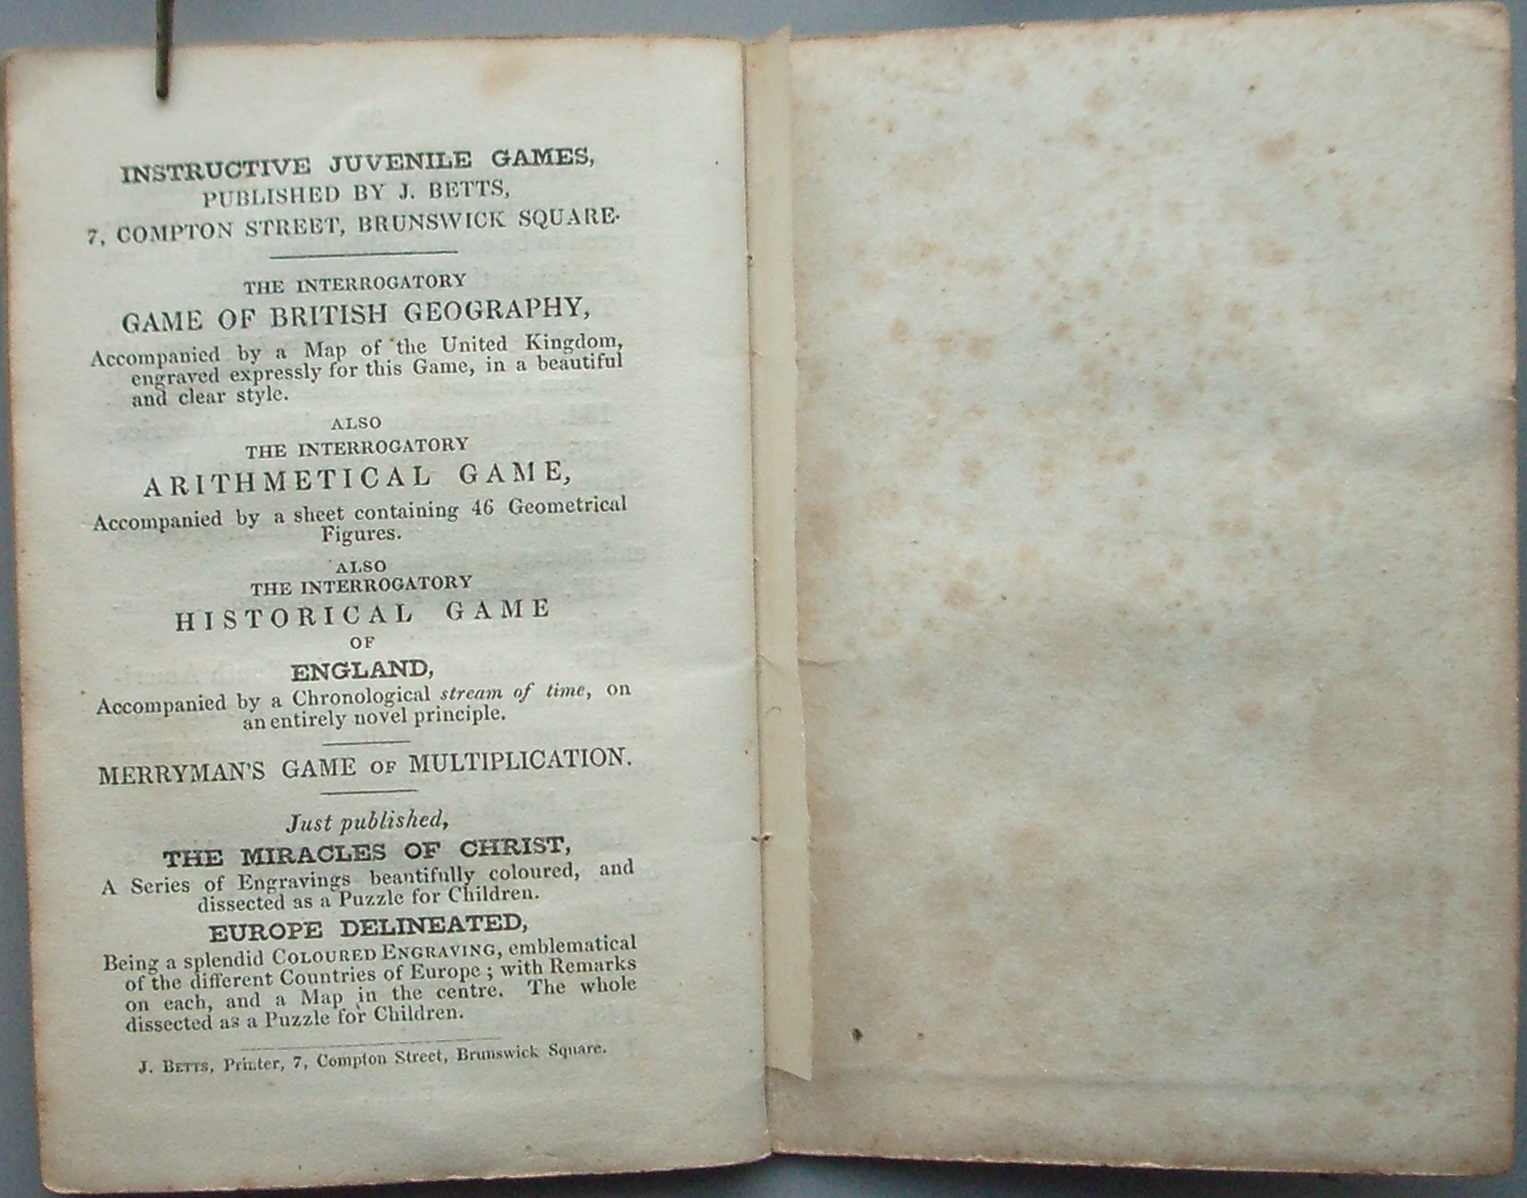 INSTRUCTIVE JUVENILE GAMES,
PUBLISHED BY J. BETTS,
7, COMPTON STREET, BRUNSWICK SQUARE.
THE INTERROGATORY
GAME OF BRITISH GEOGRAPHY,
Accompanied by a Map of the United Kingdom,
engraved expressly for this Game, in a beautiful
and clear style.
ALSO
THE INTERROGATORY
ARITHMETICAL GAME,
Accompanied by a sheet containing 46 Geometrical
Figures.
ALSO
THE INTERROGATORY
HISTORICAL GAME
OF
ENGLAND,
Accompanied by a Chronological stream of time, on
an entirely novel principle.
MERRYMAN'S GAME OF MULTIPLICATION.
Just published,
THE MIRACLES OF CHRIST,
A Series of Engravings beautifully coloured, and
dissected as a Puzzle for Children.
EUROPE DELINEATED,
Being a splendid COLOURED ENGRAVING, emblematical
of the different Countries of Europe ; with Remarks
on each, and a Map in the centre. The whole
dissected as a Puzzle for Children.
J. BETTS, Printer, 7, Compton Street, Brunswick Square.